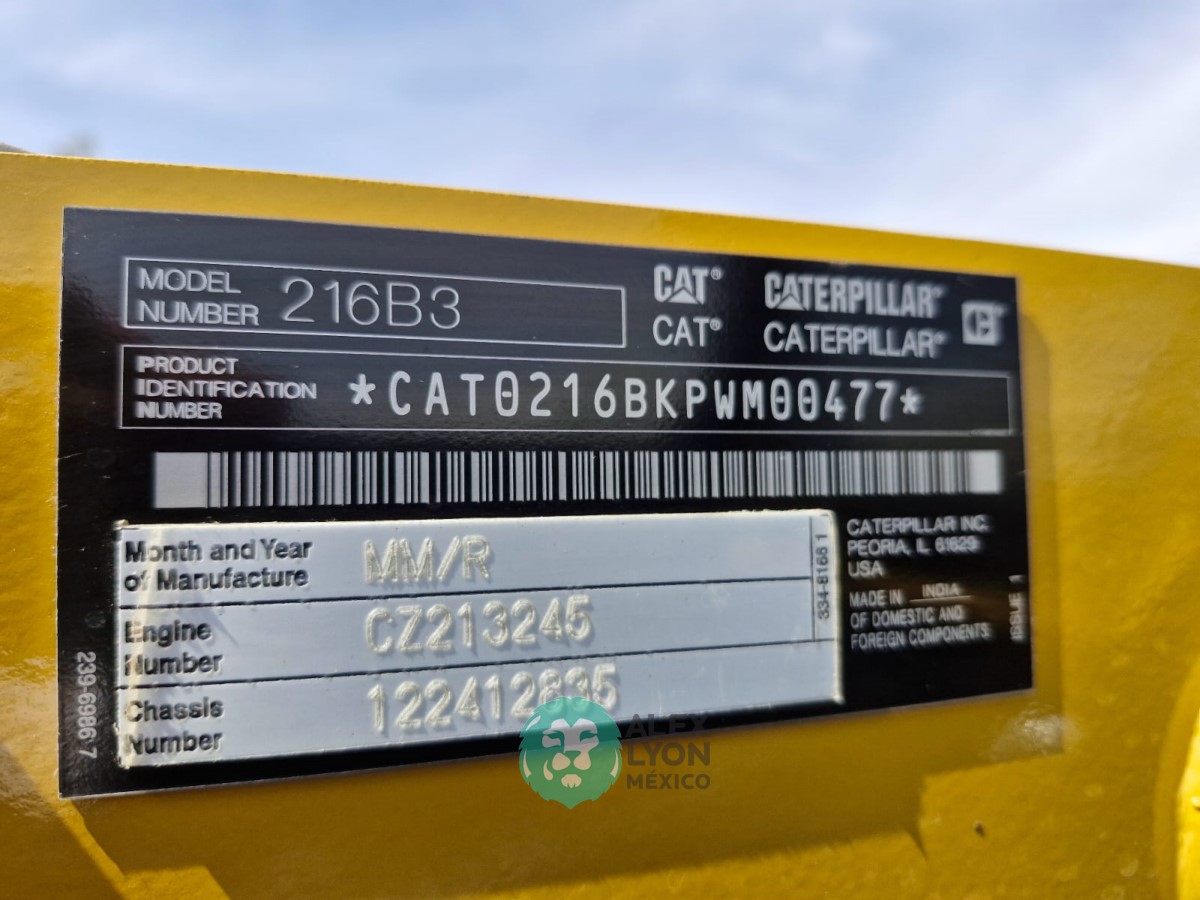 MODEL
NUMBER 216B3
CAT® CATERPILLAR®
CAT® CATERPILLAR®
PRODUCT
IDENTIFICATION
NUMBER
*CAT0216BKPWM00477*
Month and Year
of Manufacture
MM/R
Engine
Number
CZ213245
Chassis
Number
122412895
334-8166 1
CATERPILLAR INC.
PEORIA, IL 61629
USA
MADE IN INDIA
OF DOMESTIC AND
FOREIGN COMPONENTS
ISSUE 1
239-6986 7
ALEX
LYON
MÉXICO